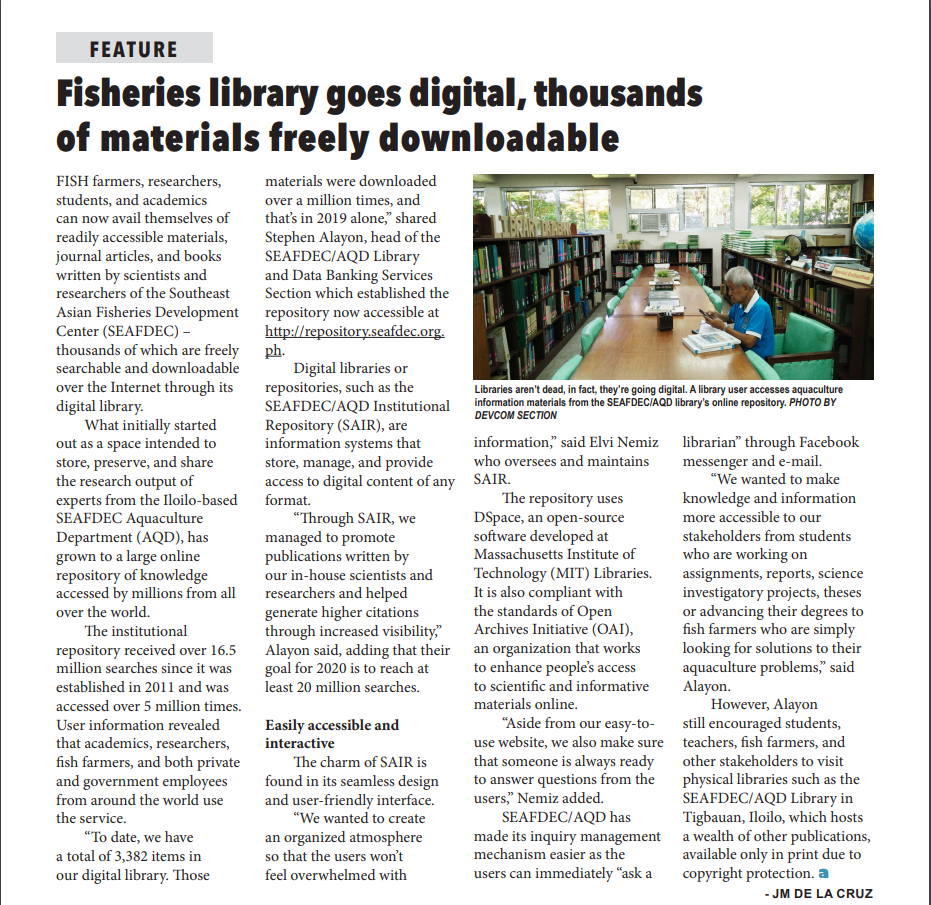 FEATURE
Fisheries library goes digital, thousands
of materials freely downloadable
FISH farmers, researchers,
students, and academics
can now avail themselves of
readily accessible materials,
journal articles, and books
written by scientists and
researchers of the Southeast
Asian Fisheries Development
Center (SEAFDEC) –
thousands of which are freely
searchable and downloadable
over the Internet through its
digital library.
What initially started
out as a space intended to
store, preserve, and share
the research output of
experts from the Iloilo-based
SEAFDEC Aquaculture
Department (AQD), has
grown to a large online
repository of knowledge
accessed by millions from all
over the world.
The institutional
repository received over 16.5
million searches since it was
established in 2011 and was
accessed over 5 million times.
User information revealed
that academics, researchers,
fish farmers, and both private
and government employees
from around the world use
the service.
“To date, we have
a total of 3,382 items in
our digital library. Those
materials were downloaded
over a million times, and
that’s in 2019 alone,” shared
Stephen Alayon, head of the
SEAFDEC/AQD Library
and Data Banking Services
Section which established the
repository now accessible at
http://repository.seafdec.org.
ph.
Digital libraries or
repositories, such as the
SEAFDEC/AQD Institutional
Repository (SAIR), are
information systems that
store, manage, and provide
access to digital content of any
format.
“Through SAIR, we
managed to promote
publications written by
our in-house scientists and
researchers and helped
generate higher citations
through increased visibility,”
Alayon said, adding that their
goal for 2020 is to reach at
least 20 million searches.
Easily accessible and
interactive
The charm of SAIR is
found in its seamless design
and user-friendly interface.
“We wanted to create
an organized atmosphere
so that the users won’t
feel overwhelmed with
Libraries aren’t dead, in fact, they’re going digital. A library user accesses aquaculture
information materials from the SEAFDEC/AQD library’s online repository. PHOTO BY
DEVCOM SECTION
information,” said Elvi Nemiz
who oversees and maintains
SAIR.
The repository uses
DSpace, an open-source
software developed at
Massachusetts Institute of
Technology (MIT) Libraries.
It is also compliant with
the standards of Open
Archives Initiative (OAI),
an organization that works
to enhance people’s access
to scientific and informative
materials online.
“Aside from our easy-to-
use website, we also make sure
that someone is always ready
to answer questions from the
users,” Nemiz added.
SEAFDEC/AQD has
made its inquiry management
mechanism easier as the
users can immediately “ask a
librarian” through Facebook
messenger and e-mail.
“We wanted to make
knowledge and information
more accessible to our
stakeholders from students
who are working on
assignments, reports, science
investigatory projects, theses
or advancing their degrees to
fish farmers who are simply
looking for solutions to their
aquaculture problems,” said
Alayon.
However, Alayon
still encouraged students,
teachers, fish farmers, and
other stakeholders to visit
physical libraries such as the
SEAFDEC/AQD Library in
Tigbauan, Iloilo, which hosts
a wealth of other publications,
available only in print due to
copyright protection. a
- JM DE LA CRUZ